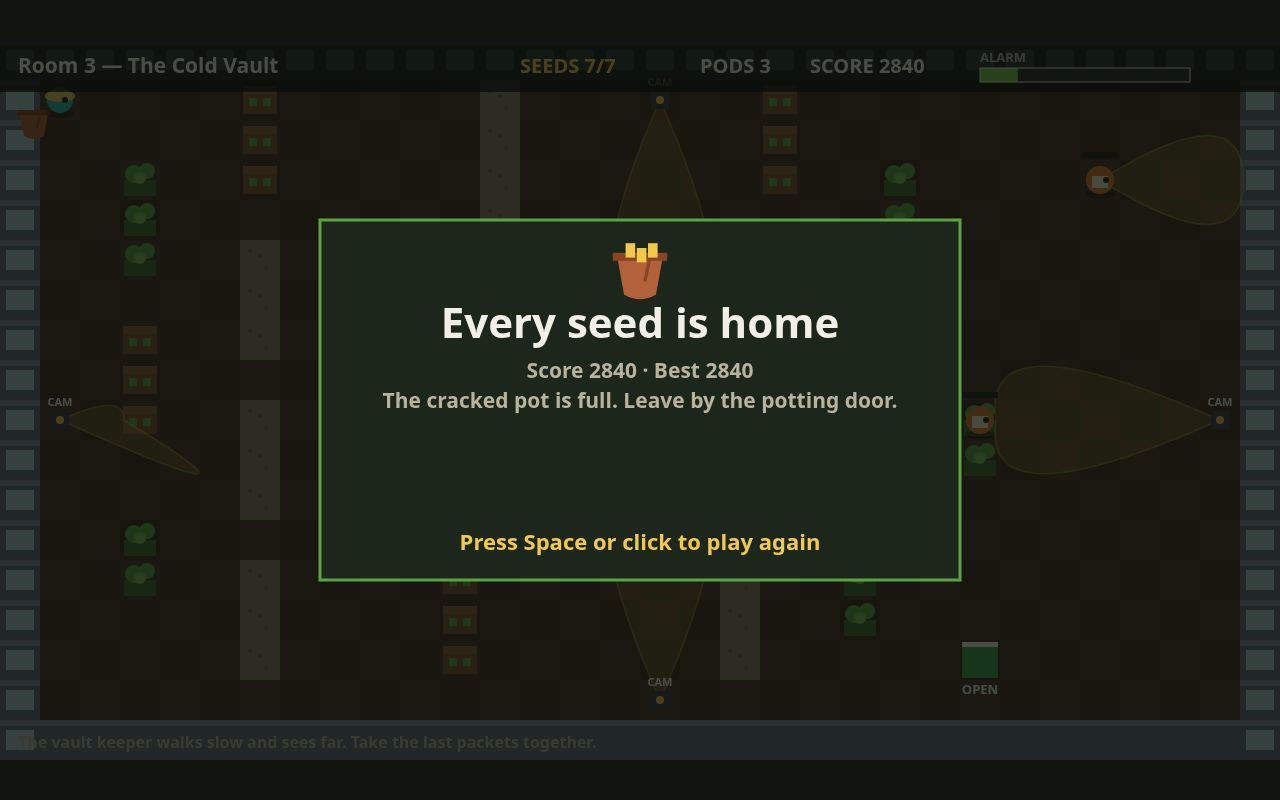 Room 3 — The Cold Vault
SEEDS 7/7
PODS 3
SCORE 2840
ALARM
CAM
Every seed is home
Score 2840 · Best 2840
The cracked pot is full. Leave by the potting door.
CAM
CAM
Press Space or click to play again
CAM
OPEN
The vault keeper walks slow and sees far. Take the last packets together.